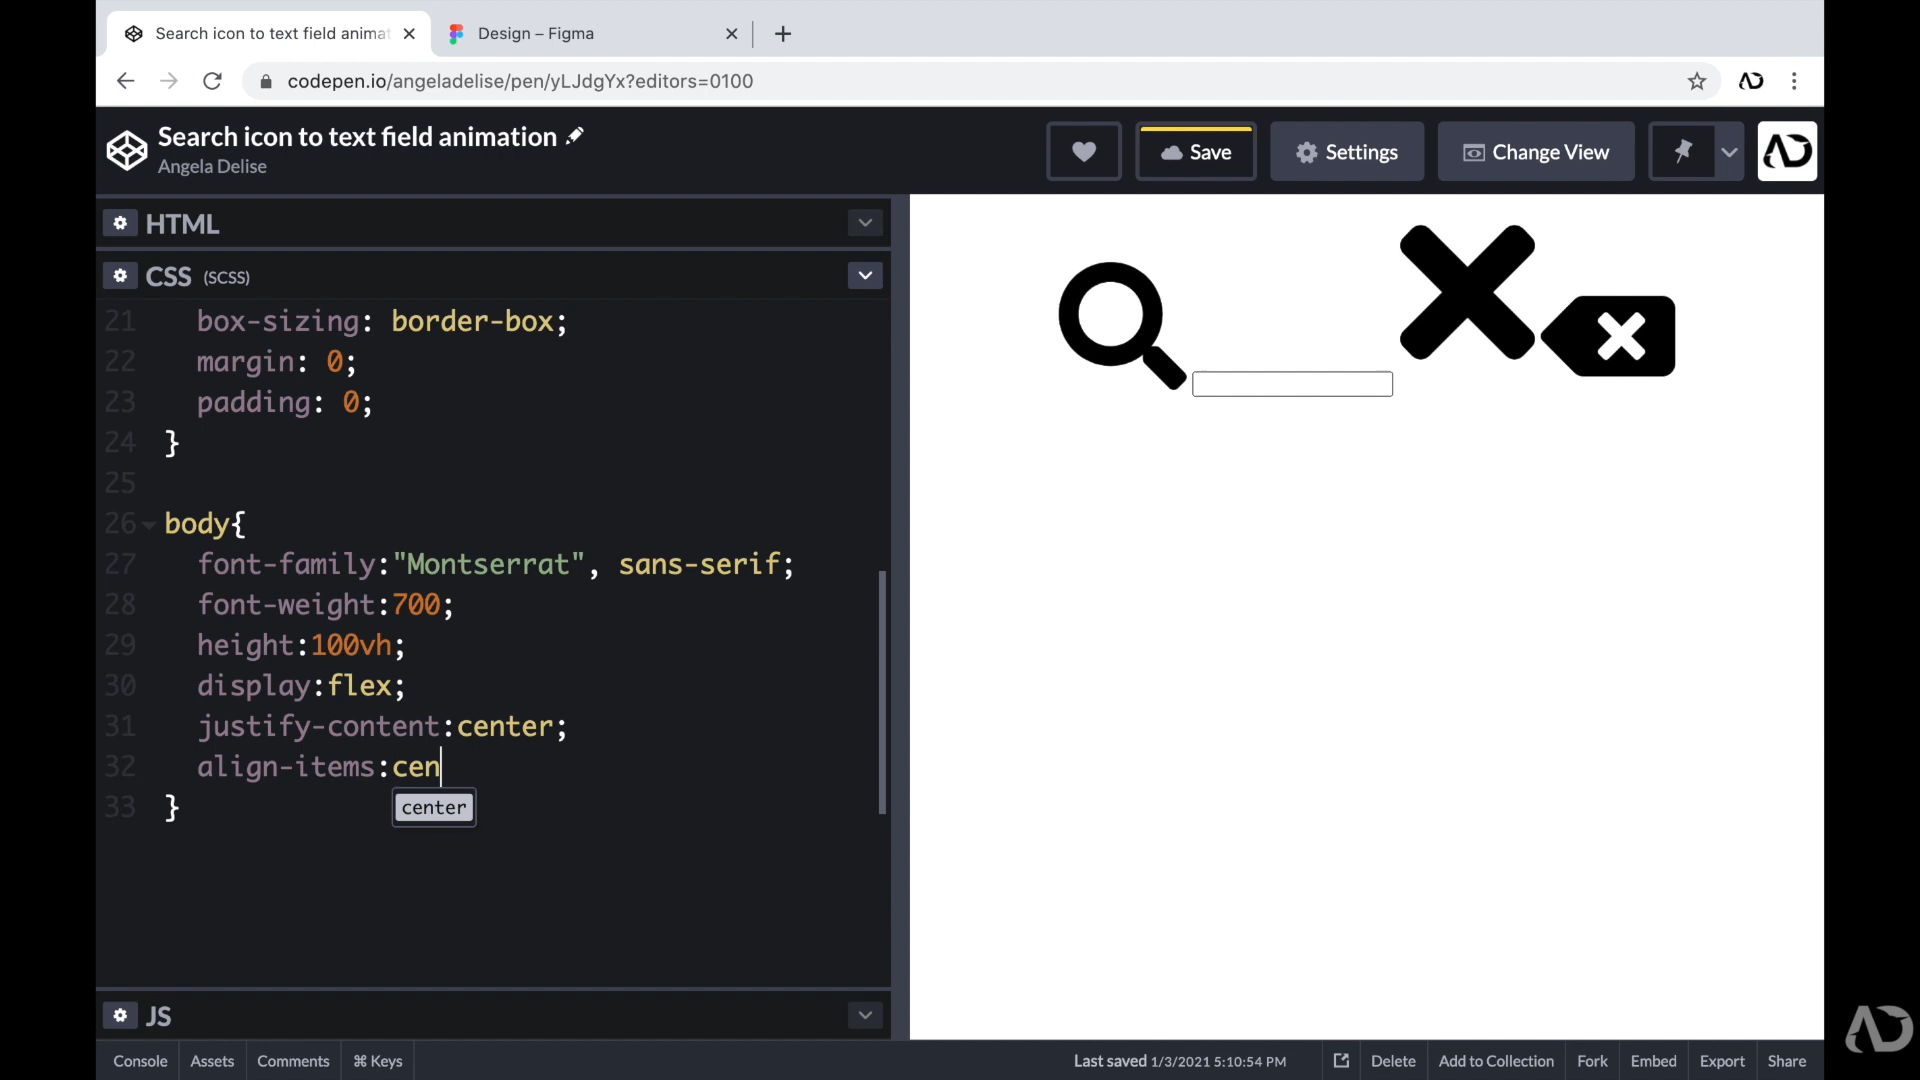 Search icon to text field animat
Design – Figma
codepen.io/angeladelise/pen/yLJdgYx?editors=0100
Search icon to text field animation
Angela Delise
Save
Settings
Change View
HTML
CSS (SCSS)
21 box-sizing: border-box;
22 margin: 0;
23 padding: 0;
24 }
25
26 body{
27 font-family:"Montserrat", sans-serif;
28 font-weight:700;
29 height:100vh;
30 display:flex;
31 justify-content:center;
32 align-items:cen
33 }
center
JS
Console Assets Comments ⌘ Keys Last saved 1/3/2021 5:10:54 PM Delete Add to Collection Fork Embed Export Share